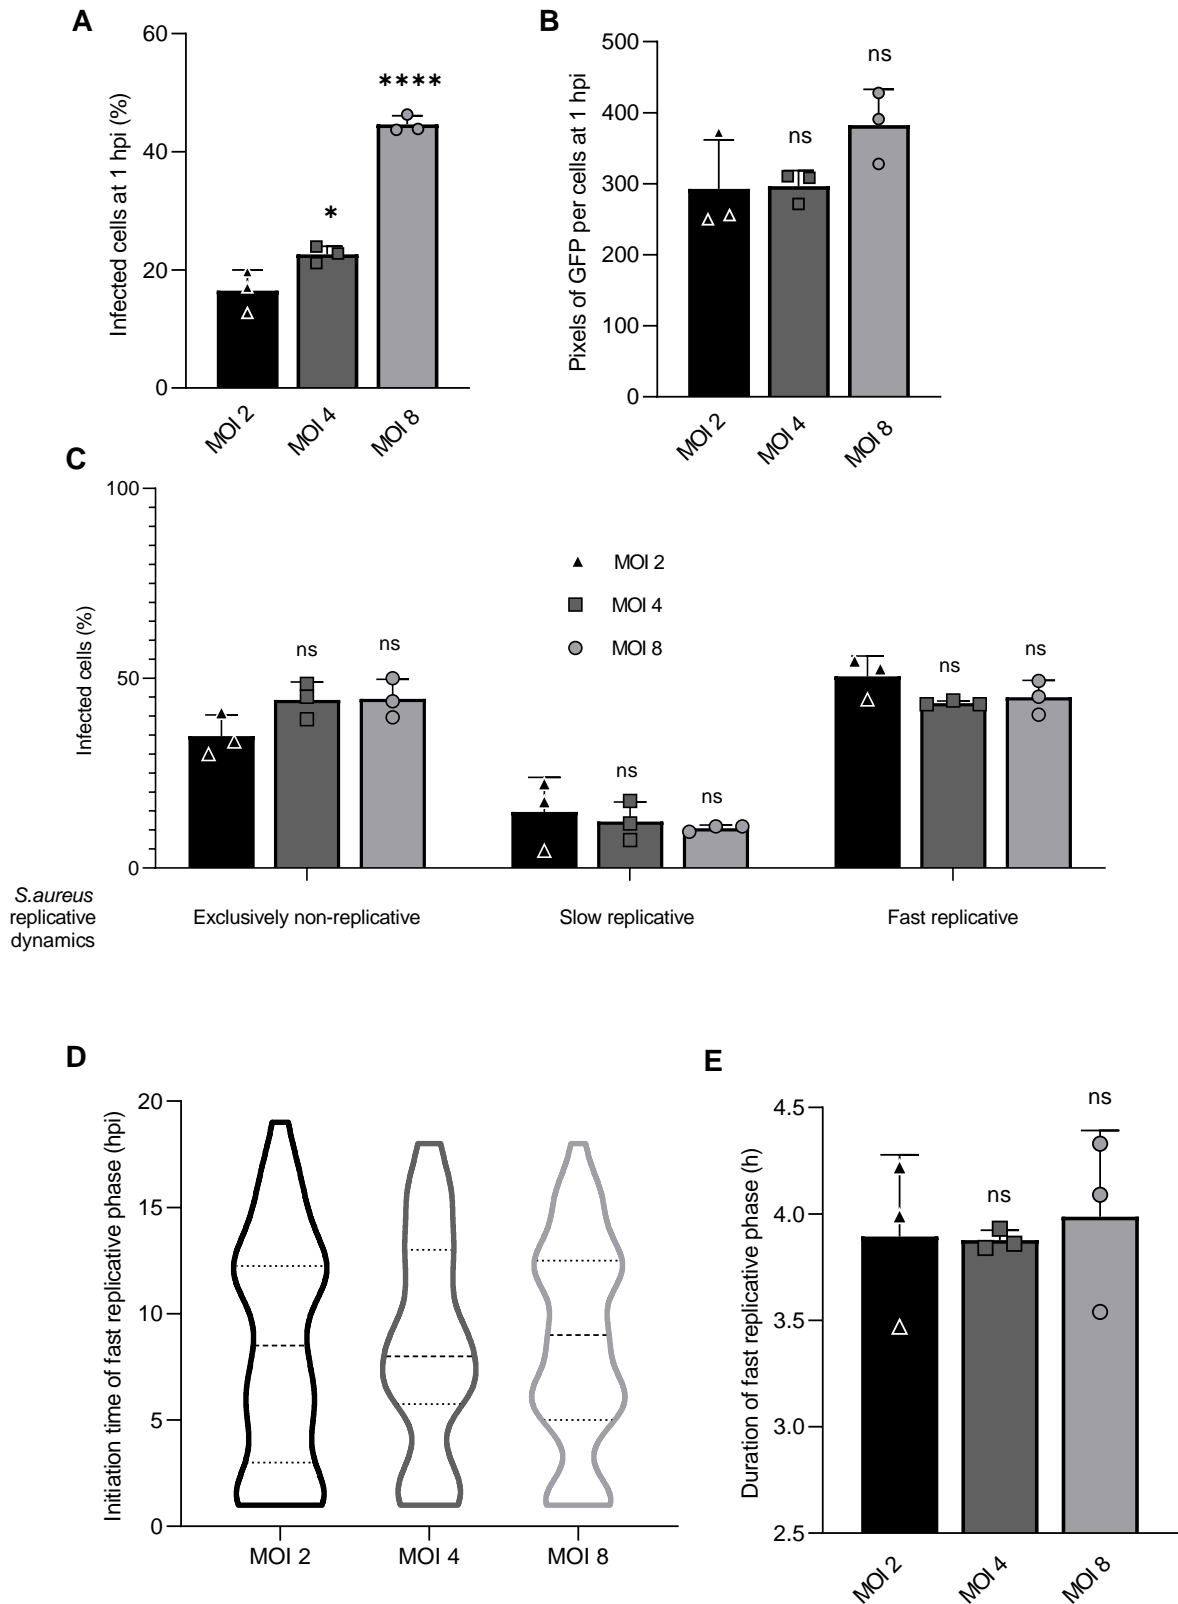 A
Infected cells at 1 hpi (%)
60
40
20
0
*
****
MOI 2
MOI 4
MOI 8
B
Pixels of GFP per cells at 1 hpi
500
400
300
200
100
0
ns
ns
MOI 2
MOI 4
MOI 8
C
Infected cells (%)
100
50
0
MOI 2
MOI 4
MOI 8
ns
ns
ns
ns
ns
ns
S.aureus
replicative
dynamics
Exclusively non-replicative
Slow replicative
Fast replicative
D
Initiation time of fast replicative phase (hpi)
20
15
10
5
0
MOI 2
MOI 4
MOI 8
E
Duration of fast replicative phase (h)
4.5
4.0
3.5
3.0
2.5
ns
ns
MOI 2
MOI 4
MOI 8